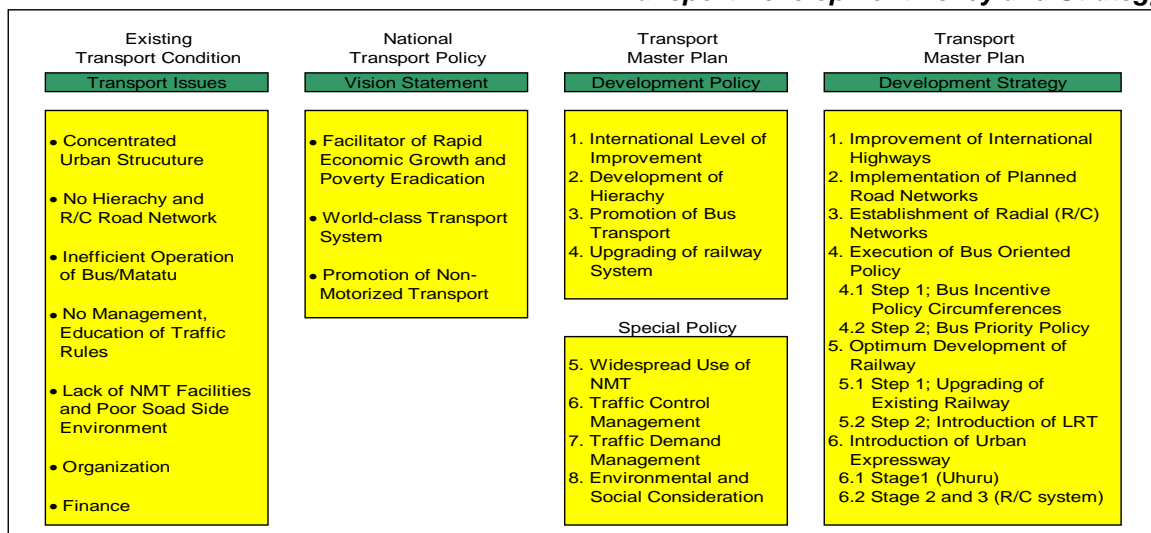 Transport Development Policy and Strategy
Existing
Transport Condition
Transport Issues
• Concentrated
Urban Strucuture
• No Hierachy and
R/C Road Network
• Inefficient Operation
of Bus/Matatu
• No Management,
Education of Traffic
Rules
• Lack of NMT Facilities
and Poor Soad Side
Environment
• Organization
• Finance
National
Transport Policy
Vision Statement
• Facilitator of Rapid
Economic Growth and
Poverty Eradication
• World-class Transport
System
• Promotion of Non-
Motorized Transport
Transport
Master Plan
Development Policy
1. International Level of
Improvement
2. Development of
Hierachy
3. Promotion of Bus
Transport
4. Upgrading of railway
System
Special Policy
5. Widespread Use of
NMT
6. Traffic Control
Management
7. Traffic Demand
Management
8. Environmental and
Social Consideration
Transport
Master Plan
Development Strategy
1. Improvement of International
Highways
2. Implementation of Planned
Road Networks
3. Establishment of Radial (R/C)
Networks
4. Execution of Bus Oriented
Policy
4.1 Step 1; Bus Incentive
Policy Circumferences
4.2 Step 2; Bus Priority Policy
5. Optimum Development of
Railway
5.1 Step 1; Upgrading of
Existing Railway
5.2 Step 2; Introduction of LRT
6. Introduction of Urban
Expressway
6.1 Stage1 (Uhuru)
6.2 Stage 2 and 3 (R/C system)